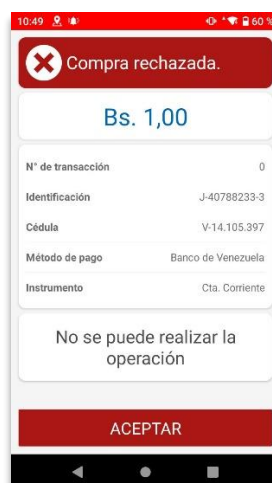 10:49 60 %
Compra rechazada.
Bs. 1,00
N° de transacción 0
Identificación J-40788233-3
Cédula V-14.105.397
Método de pago Banco de Venezuela
Instrumento Cta. Corriente
No se puede realizar la
operación
ACEPTAR